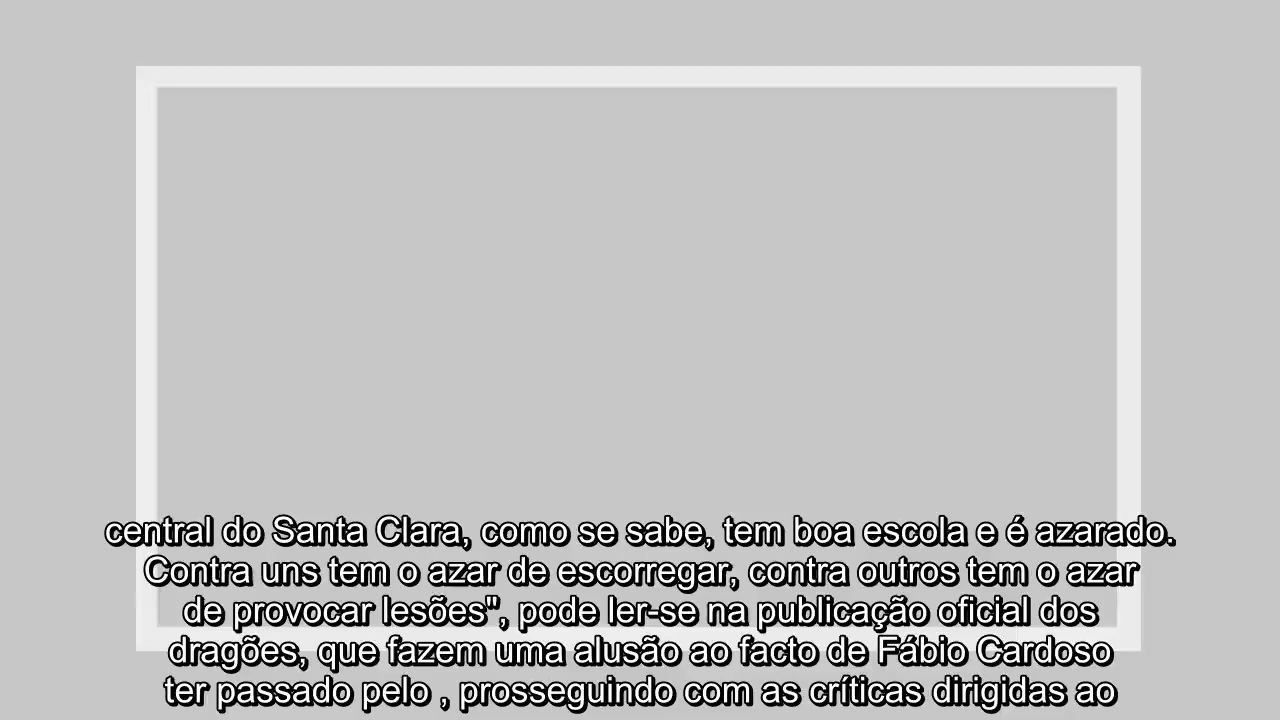 central do Santa Clara, como se sabe, tem boa escola e é azarado.
Contra uns tem o azar de escorregar, contra outros tem o azar
de provocar lesões", pode ler-se na publicação oficial dos
dragões, que fazem uma alusão ao facto de Fábio Cardoso
ter passado pelo , prosseguindo com as críticas dirigidas ao